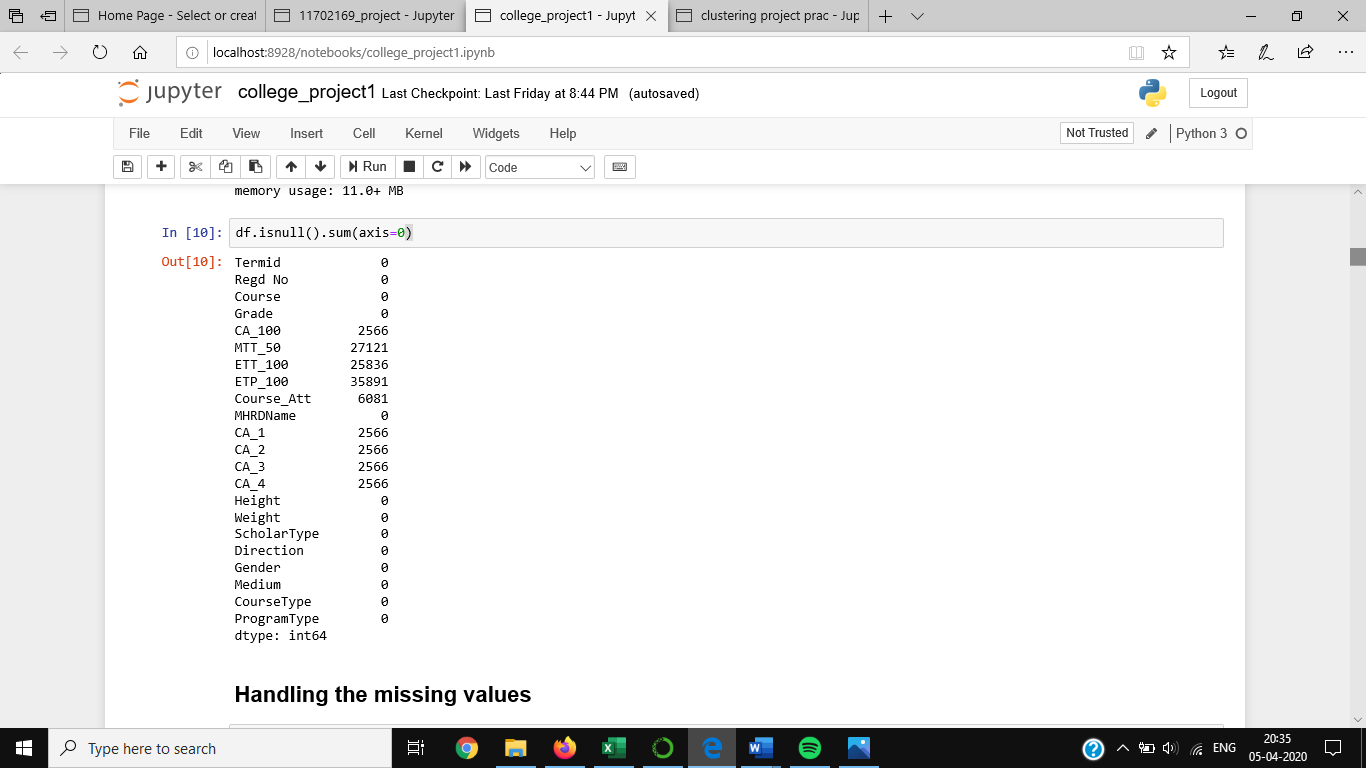 Home Page - Select or creat
11702169_project - Jupyter
college_project1 - Jupyt
clustering project prac - Jup
localhost:8928/notebooks/college_project1.ipynb
jupyter college_project1 Last Checkpoint: Last Friday at 8:44 PM (autosaved)
Logout
File Edit View Insert Cell Kernel Widgets Help
Not Trusted Python 3
Run Code
memory usage: 11.0+ MB
In [10]: df.isnull().sum(axis=0)
Out[10]: Termid 0
Regd No 0
Course 0
Grade 0
CA_100 2566
MTT_50 27121
ETT_100 25836
ETP_100 35891
Course_Att 6081
MHRDName 0
CA_1 2566
CA_2 2566
CA_3 2566
CA_4 2566
Height 0
Weight 0
ScholarType 0
Direction 0
Gender 0
Medium 0
CourseType 0
ProgramType 0
dtype: int64
Handling the missing values
Type here to search
ENG
20:35
05-04-2020